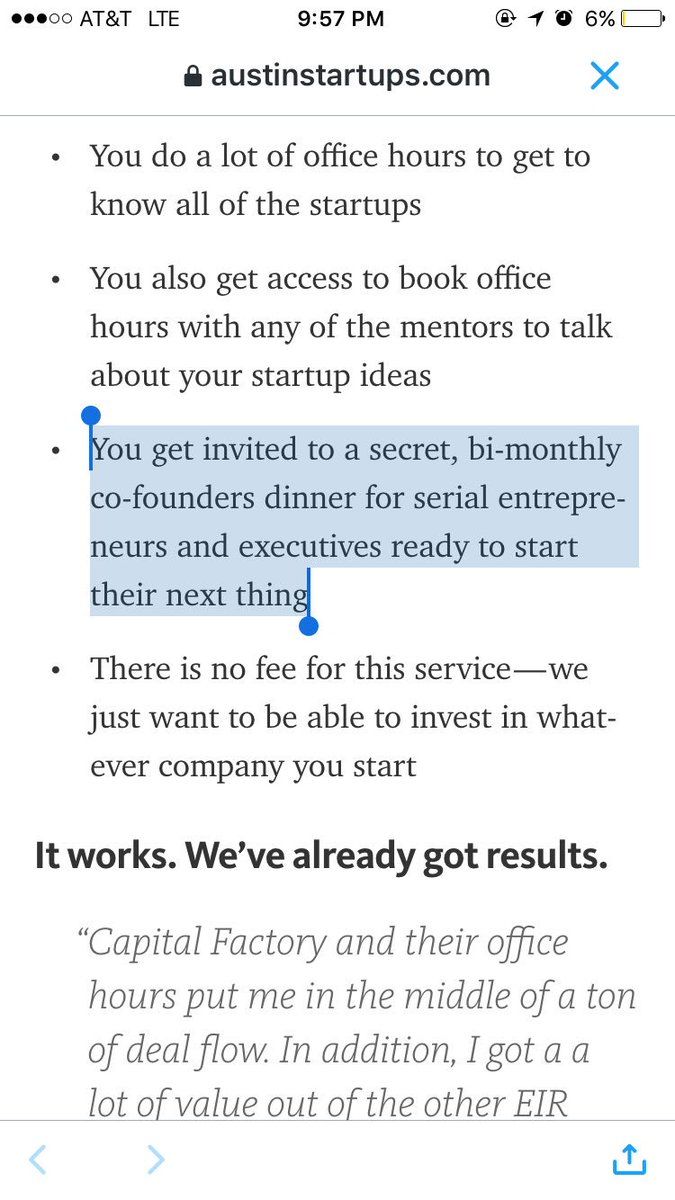 AT&T LTE 9:57 PM 6%
austinstartups.com
• You do a lot of office hours to get to
know all of the startups
• You also get access to book office
hours with any of the mentors to talk
about your startup ideas
• You get invited to a secret, bi-monthly
co-founders dinner for serial entrepre-
neurs and executives ready to start
their next thing
• There is no fee for this service—we
just want to be able to invest in what-
ever company you start
It works. We’ve already got results.
“Capital Factory and their office
hours put me in the middle of a ton
of deal flow. In addition, I got a a
lot of value out of the other EIR